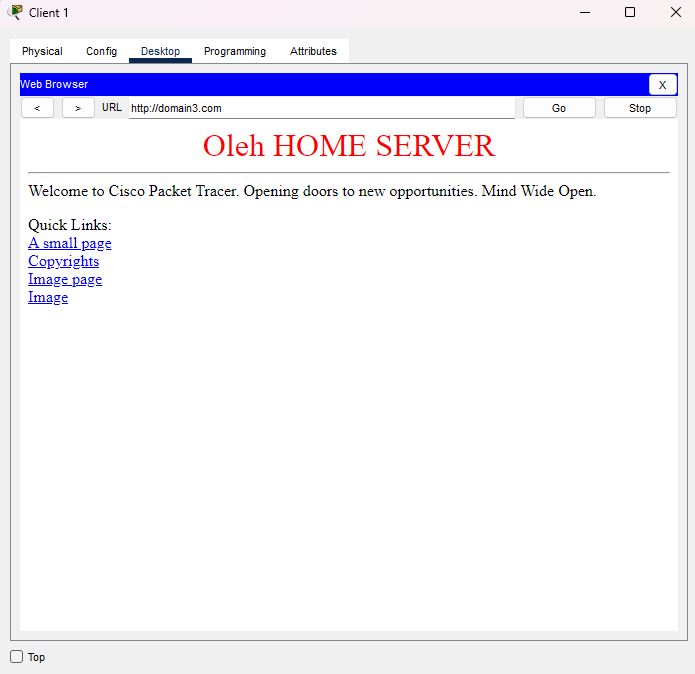 Client 1
Physical Config Desktop Programming Attributes
Web Browser X
< > URL http://domain3.com Go Stop
Oleh HOME SERVER
Welcome to Cisco Packet Tracer. Opening doors to new opportunities. Mind Wide Open.
Quick Links:
A small page
Copyrights
Image page
Image
Top